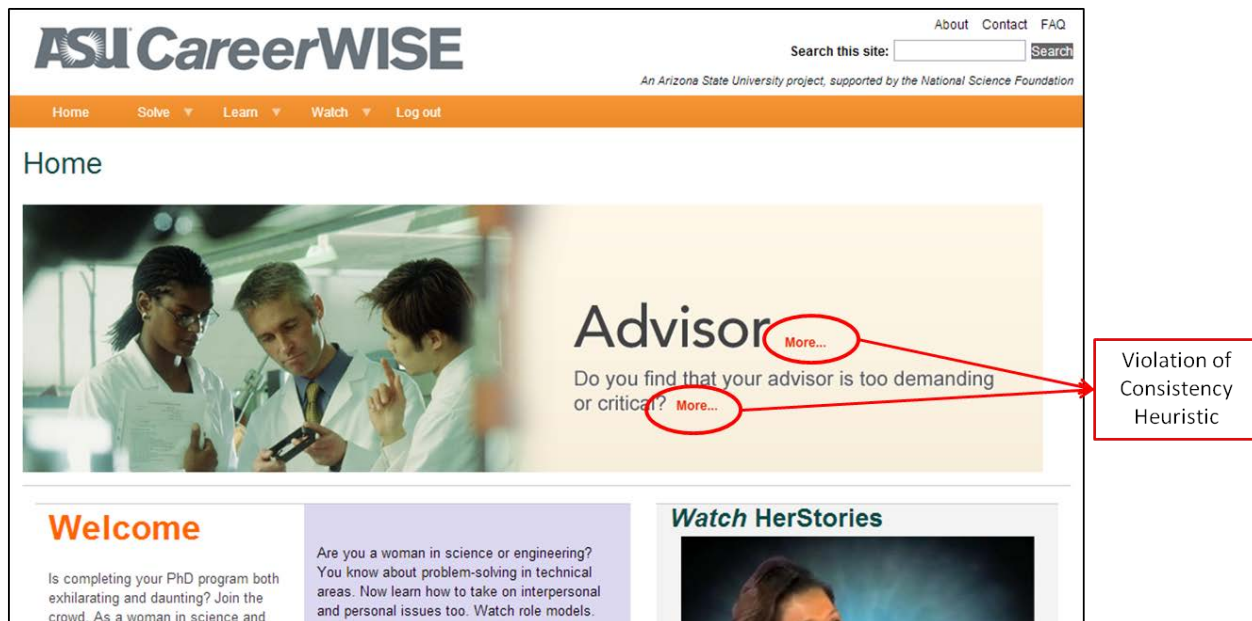 ASU CareerWISE
About Contact FAQ
Search this site: Search
An Arizona State University project, supported by the National Science Foundation
Home Solve Learn Watch Log out
Home
Advisor More...
Do you find that your advisor is too demanding
or critical? More...
Violation of
Consistency
Heuristic
Welcome
Is completing your PhD program both
exhilarating and daunting? Join the
crowd. As a woman in science and
Are you a woman in science or engineering?
You know about problem-solving in technical
areas. Now learn how to take on interpersonal
and personal issues too. Watch role models.
Watch HerStories